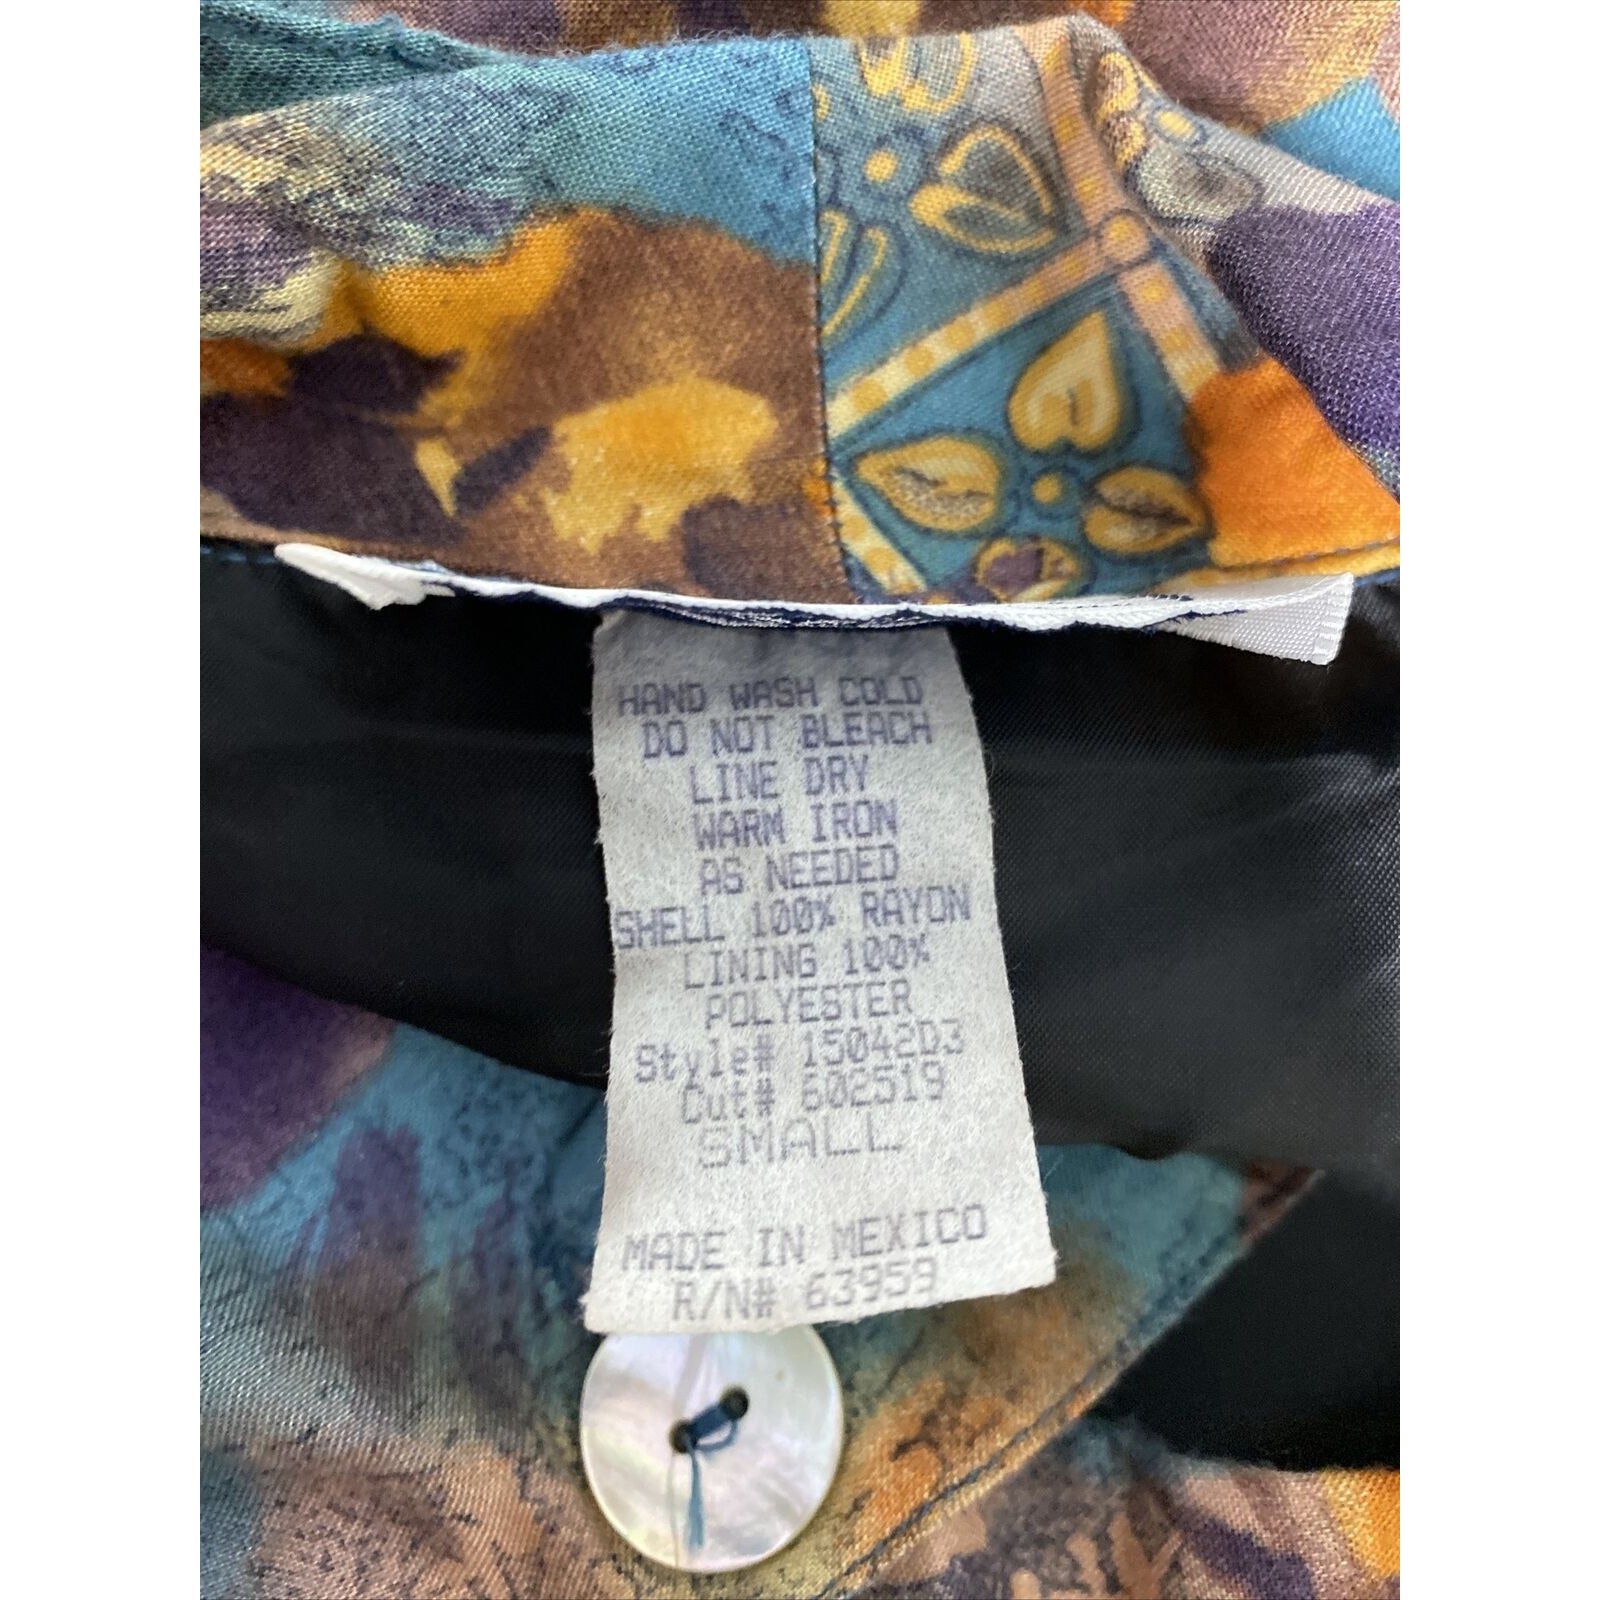 HAND WASH COLD
DO NOT BLEACH
LINE DRY
WARM IRON
AS NEEDED
SHELL 100% RAYON
LINING 100%
POLYESTER
Style# 15042D3
Cut# 602519
SMALL
MADE IN MEXICO
R/N# 63959